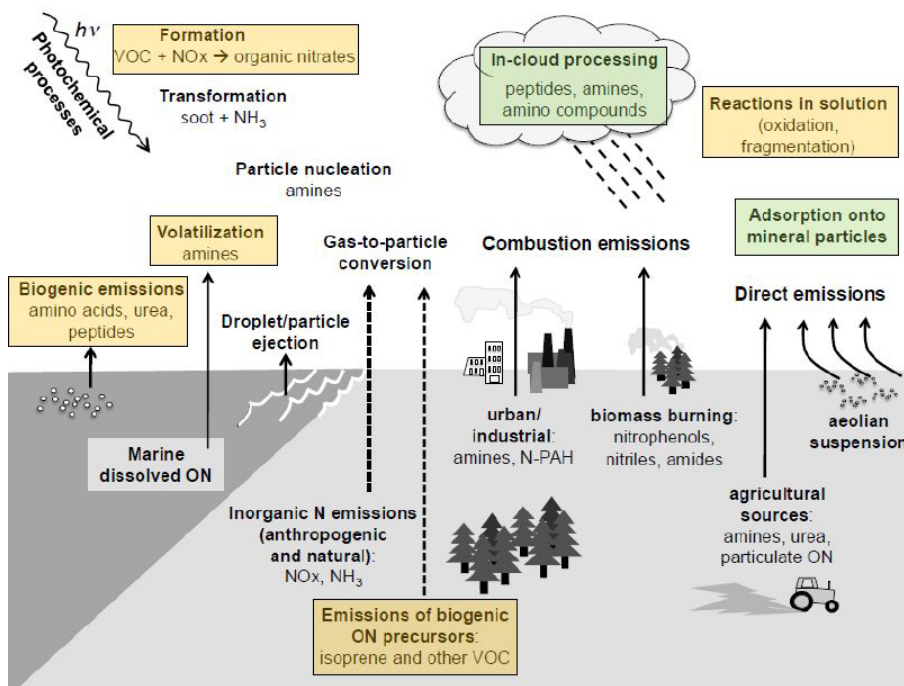 hν
Photochemical
processes
Formation
VOC + NOx → organic nitrates
Transformation
soot + NH₃
In-cloud processing
peptides, amines,
amino compounds
Reactions in solution
(oxidation,
fragmentation)
Particle nucleation
amines
Volatilization
amines
Gas-to-particle
conversion
Combustion emissions
Adsorption onto
mineral particles
Biogenic emissions
amino acids, urea,
peptides
Droplet/particle
ejection
Direct emissions
urban/
industrial:
amines, N-PAH
biomass burning:
nitrophenols,
nitriles, amides
aeolian
suspension
Marine
dissolved ON
Inorganic N emissions
(anthropogenic
and natural):
NOx, NH₃
agricultural
sources:
amines, urea,
particulate ON
Emissions of biogenic
ON precursors:
isoprene and other VOC